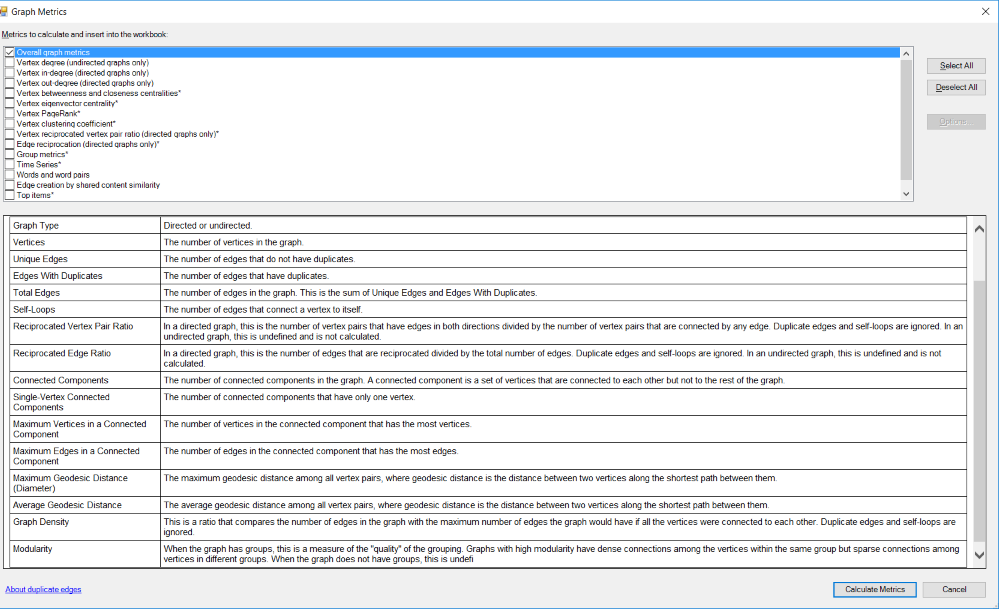 Graph Metrics
Metrics to calculate and insert into the workbook:
Overall graph metrics
Vertex degree (undirected graphs only)
Vertex in-degree (directed graphs only)
Vertex out-degree (directed graphs only)
Vertex betweenness and closeness centralities*
Vertex eigenvector centrality*
Vertex PageRank*
Vertex clustering coefficient*
Vertex reciprocated vertex pair ratio (directed graphs only)*
Edge reciprocation (directed graphs only)*
Group metrics*
Time Series*
Words and word pairs
Edge creation by shared content similarity
Top items*
Select All
Deselect All
Options...
Graph Type
Directed or undirected.
Vertices
The number of vertices in the graph.
Unique Edges
The number of edges that do not have duplicates.
Edges With Duplicates
The number of edges that have duplicates.
Total Edges
The number of edges in the graph. This is the sum of Unique Edges and Edges With Duplicates.
Self-Loops
The number of edges that connect a vertex to itself.
Reciprocated Vertex Pair Ratio
In a directed graph, this is the number of vertex pairs that have edges in both directions divided by the number of vertex pairs that are connected by any edge. Duplicate edges and self-loops are ignored. In an
undirected graph, this is undefined and is not calculated.
Reciprocated Edge Ratio
In a directed graph, this is the number of edges that are reciprocated divided by the total number of edges. Duplicate edges and self-loops are ignored. In an undirected graph, this is undefined and is not
calculated.
Connected Components
The number of connected components in the graph. A connected component is a set of vertices that are connected to each other but not to the rest of the graph.
Single-Vertex Connected
Components
The number of connected components that have only one vertex.
Maximum Vertices in a Connected
Component
The number of vertices in the connected component that has the most vertices.
Maximum Edges in a Connected
Component
The number of edges in the connected component that has the most edges.
Maximum Geodesic Distance
(Diameter)
The maximum geodesic distance among all vertex pairs, where geodesic distance is the distance between two vertices along the shortest path between them.
Average Geodesic Distance
The average geodesic distance among all vertex pairs, where geodesic distance is the distance between two vertices along the shortest path between them.
Graph Density
This is a ratio that compares the number of edges in the graph with the maximum number of edges the graph would have if all the vertices were connected to each other. Duplicate edges and self-loops are
ignored.
Modularity
When the graph has groups, this is a measure of the "quality" of the grouping. Graphs with high modularity have dense connections among the vertices within the same group but sparse connections among
vertices in different groups. When the graph does not have groups, this is undefi
About duplicate edges
Calculate Metrics
Cancel